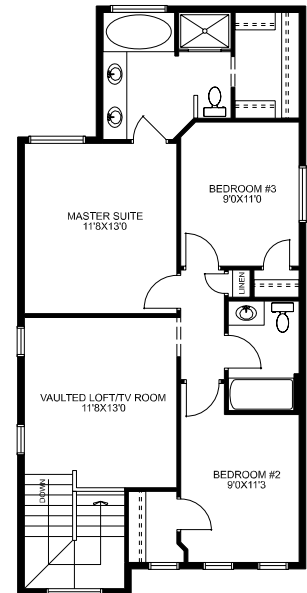 BEDROOM #3
9'0X11'0
MASTER SUITE
11'8X13'0
LINEN
VAULTED LOFT/TV ROOM
11'8X13'0
BEDROOM #2
9'0X11'3
DOWN